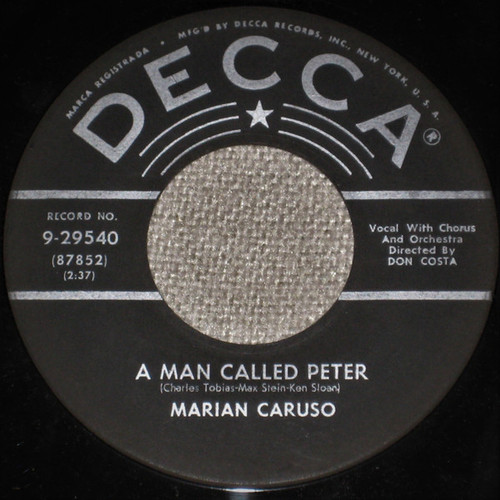 MARCA REGISTRADA • MFG'D BY DECCA RECORDS, INC., NEW YORK, U. S. A.
DECCA®
RECORD NO.
9-29540
(87852)
(2:37)
Vocal With Chorus
And Orchestra
Directed By
DON COSTA
A MAN CALLED PETER
(Charles Tobias-Max Stein-Ken Sloan)
MARIAN CARUSO